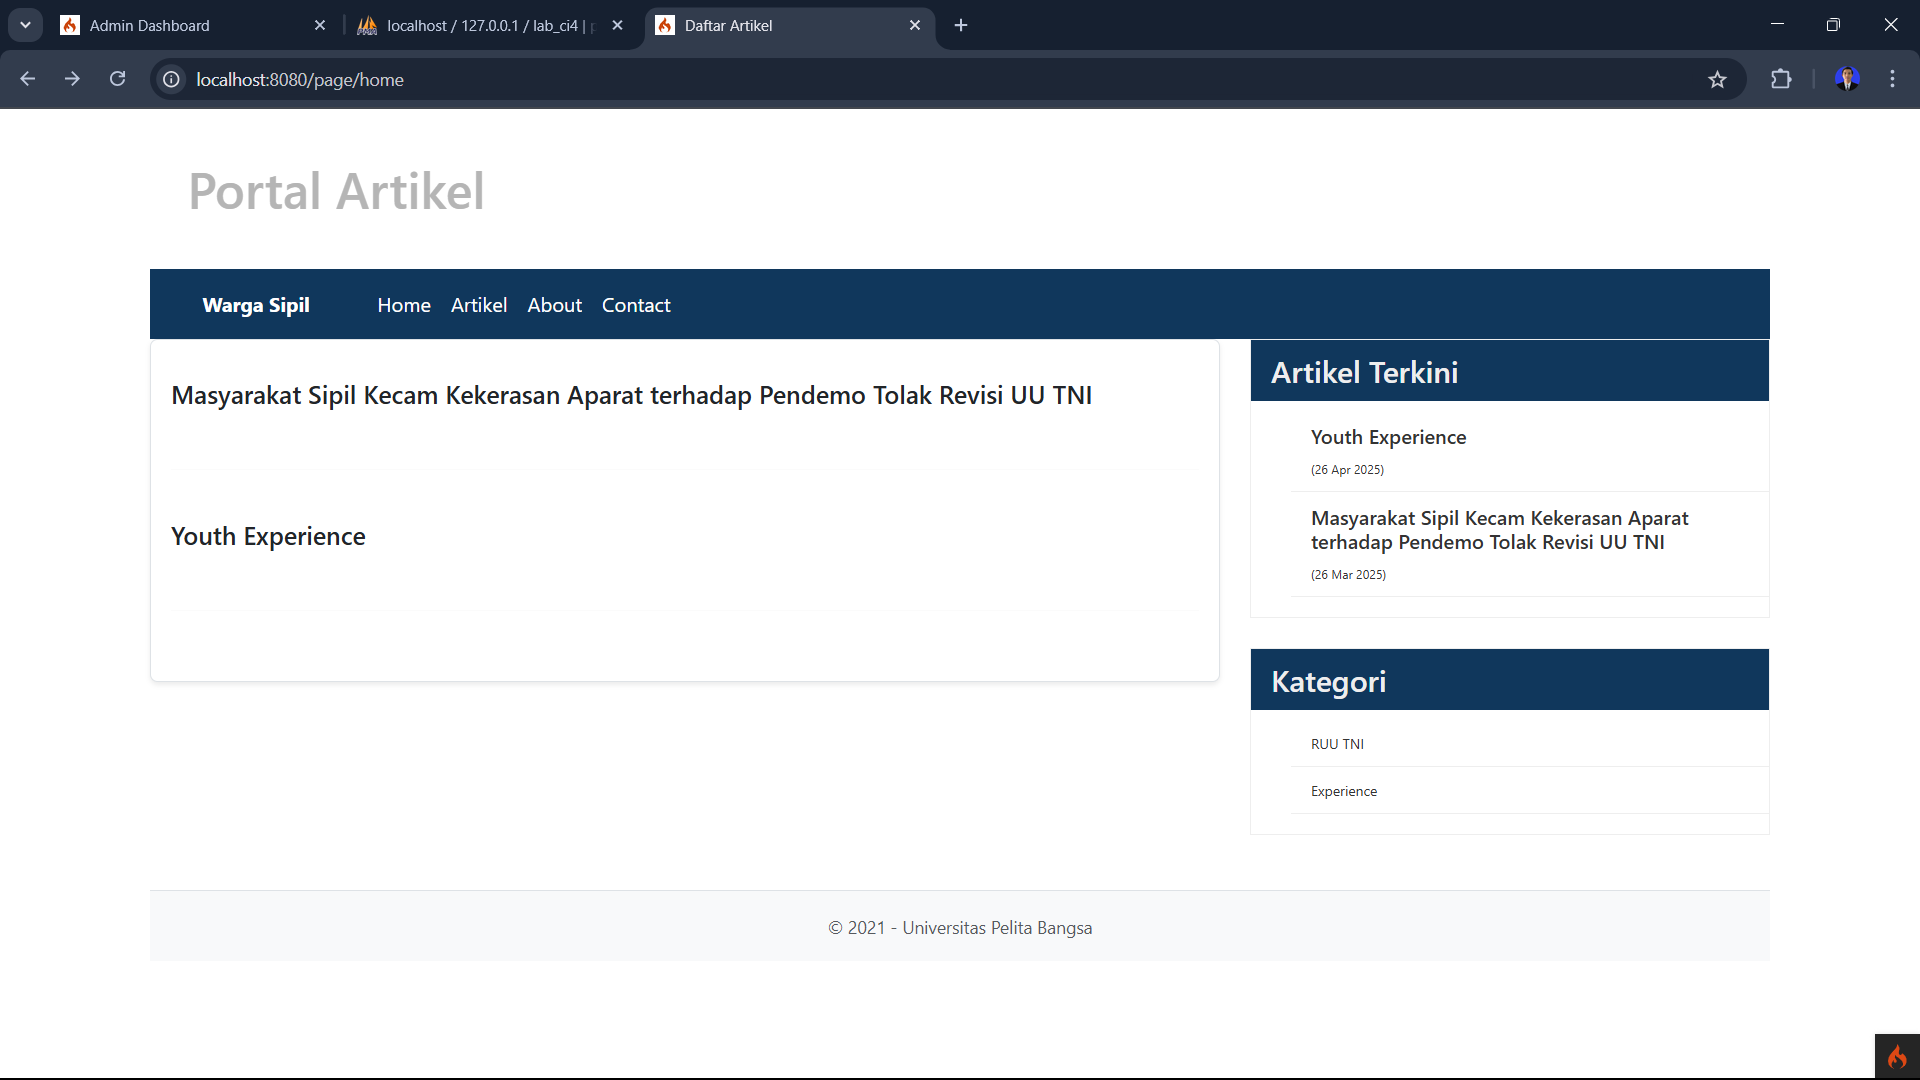 Admin Dashboard
localhost / 127.0.0.1 / lab_ci4 |
Daftar Artikel
localhost:8080/page/home
Portal Artikel
Warga Sipil
Home
Artikel
About
Contact
Masyarakat Sipil Kecam Kekerasan Aparat terhadap Pendemo Tolak Revisi UU TNI
Youth Experience
Artikel Terkini
Youth Experience
(26 Apr 2025)
Masyarakat Sipil Kecam Kekerasan Aparat
terhadap Pendemo Tolak Revisi UU TNI
(26 Mar 2025)
Kategori
RUU TNI
Experience
© 2021 - Universitas Pelita Bangsa